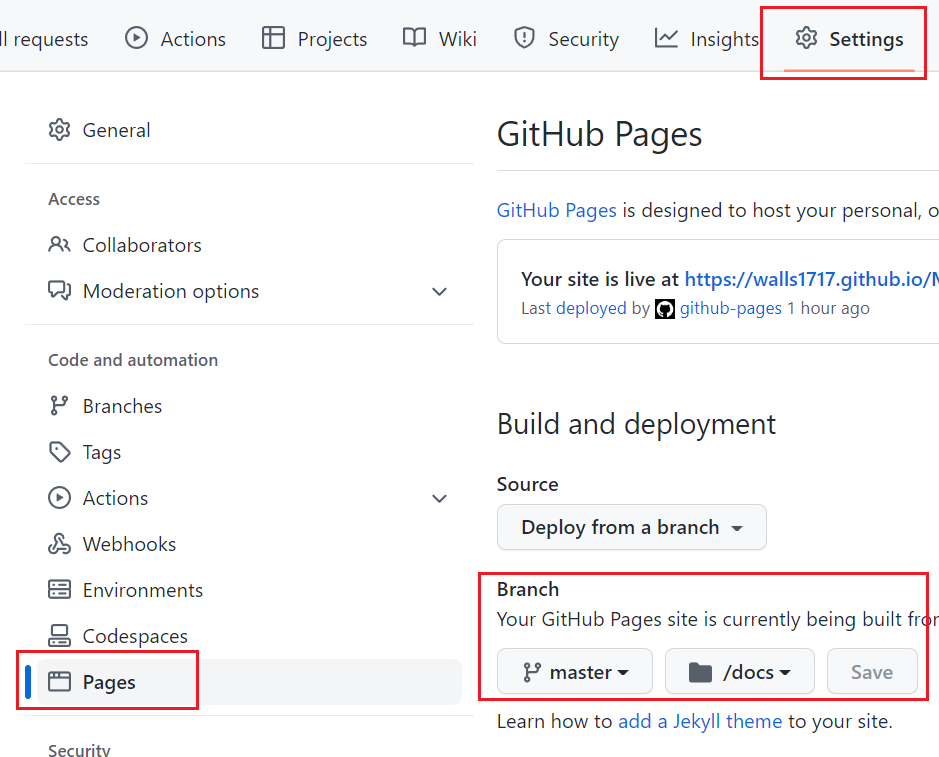 ll requests Actions Projects Wiki Security Insights Settings
General
Access
Collaborators
Moderation options
Code and automation
Branches
Tags
Actions
Webhooks
Environments
Codespaces
Pages
Security
GitHub Pages
GitHub Pages is designed to host your personal, o
Your site is live at https://walls1717.github.io/
Last deployed by github-pages 1 hour ago
Build and deployment
Source
Deploy from a branch
Branch
Your GitHub Pages site is currently being built from
master /docs Save
Learn how to add a Jekyll theme to your site.